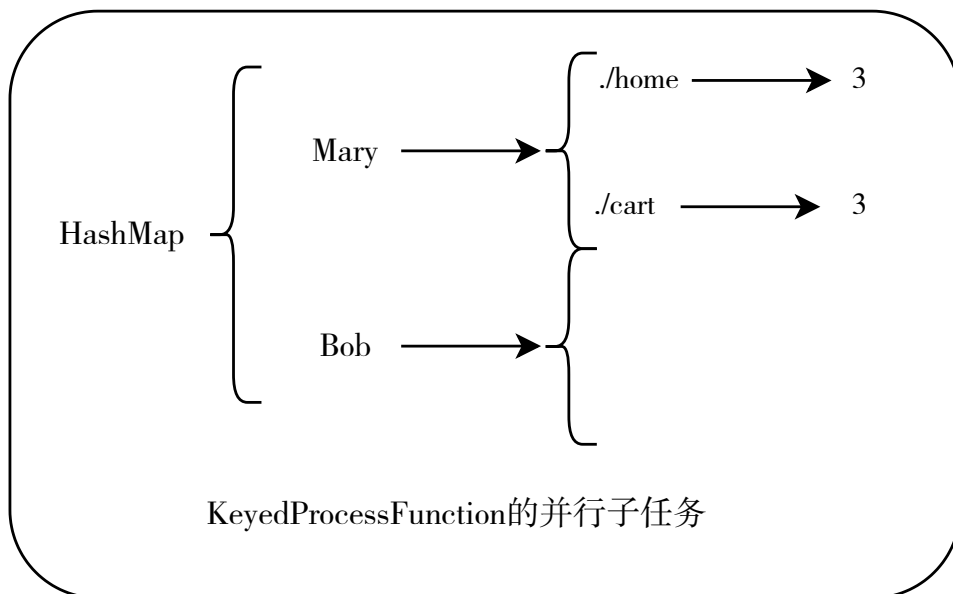 ./home 3
Mary
./cart 3
HashMap
Bob
KeyedProcessFunction的并行子任务